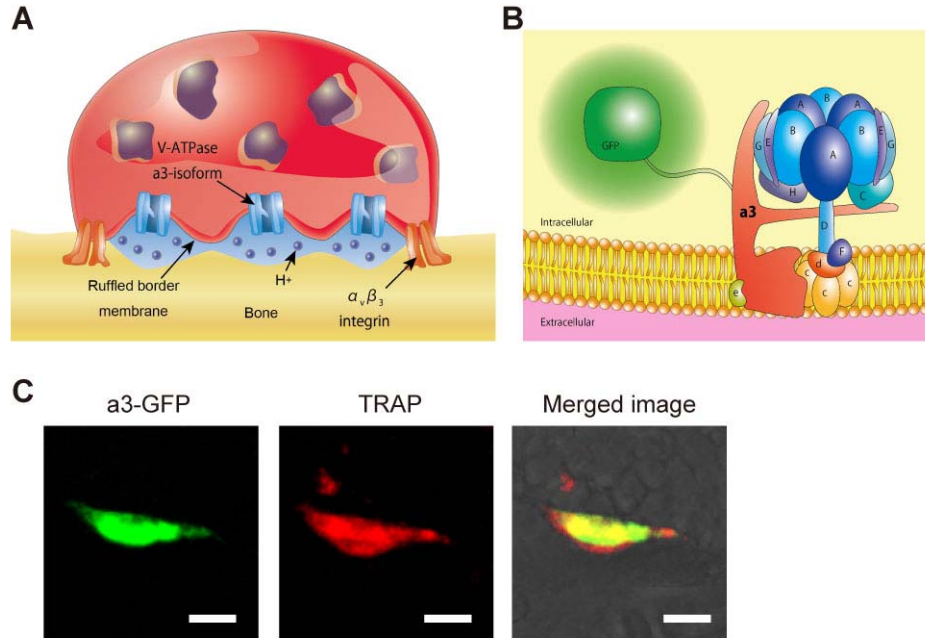 A
V-ATPase
a3-isoform
Ruffled border
membrane
H+
Bone
αvβ3
integrin
B
GFP
A
B
A
B
B
G
E
E
G
A
H
C
a3
Intracellular
D
F
d
c
c
c
e
Extracellular
C
a3-GFP
TRAP
Merged image